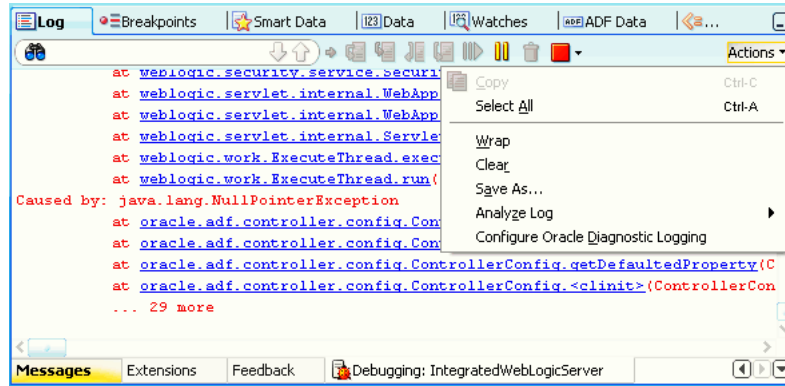 Log Breakpoints Smart Data 123 Data Watches ADF ADF Data
Actions
at weblogic.security.service.Securi
at weblogic.servlet.internal.WebApp
at weblogic.servlet.internal.WebApp
at weblogic.servlet.internal.Servle
at weblogic.work.ExecuteThread.exec
at weblogic.work.ExecuteThread.run(
Caused by: java.lang.NullPointerException
at oracle.adf.controller.config.Con
at oracle.adf.controller.config.Con
at oracle.adf.controller.config.ControllerConfig.getDefaultedProperty(C
at oracle.adf.controller.config.ControllerConfig.<clinit>(ControllerCon
... 29 more
Copy Ctrl-C
Select All Ctrl-A
Wrap
Clear
Save As...
Analyze Log
Configure Oracle Diagnostic Logging
Messages Extensions Feedback Debugging: IntegratedWebLogicServer